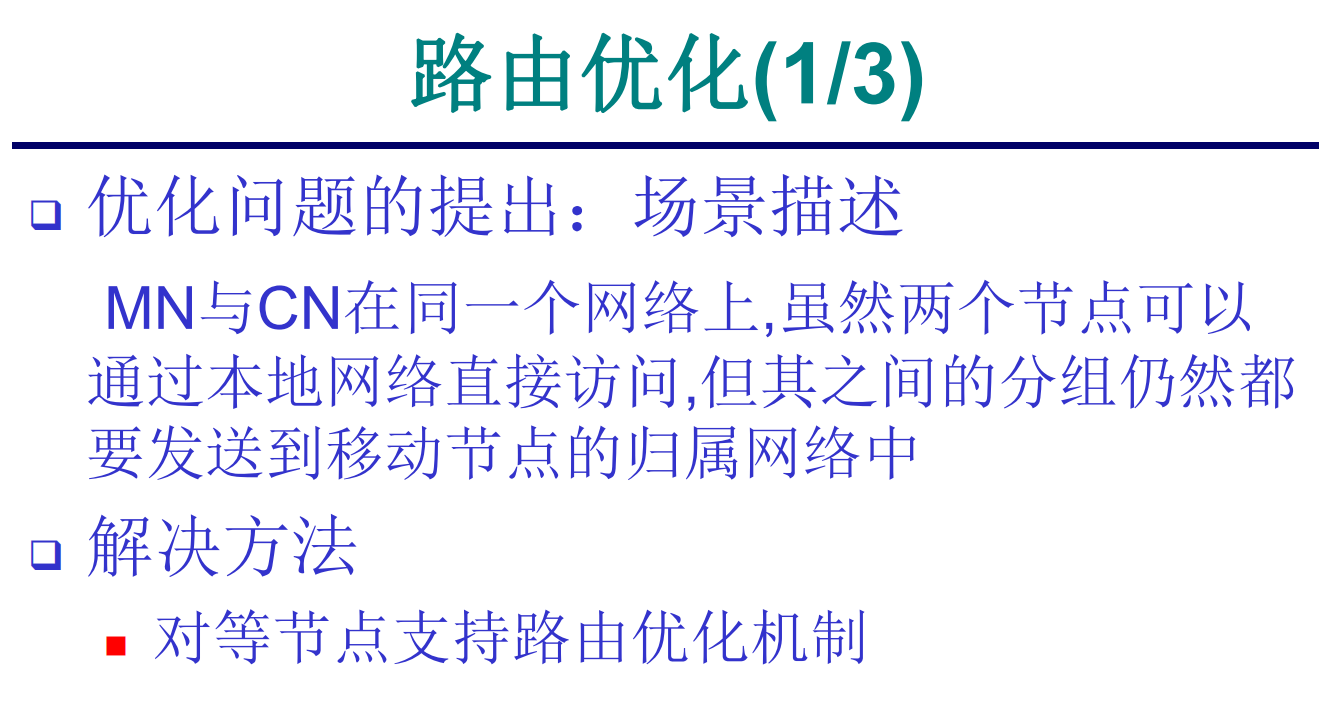 路由优化(1/3)
优化问题的提出：场景描述
MN与CN在同一个网络上,虽然两个节点可以
通过本地网络直接访问,但其之间的分组仍然都
要发送到移动节点的归属网络中
解决方法
对等节点支持路由优化机制